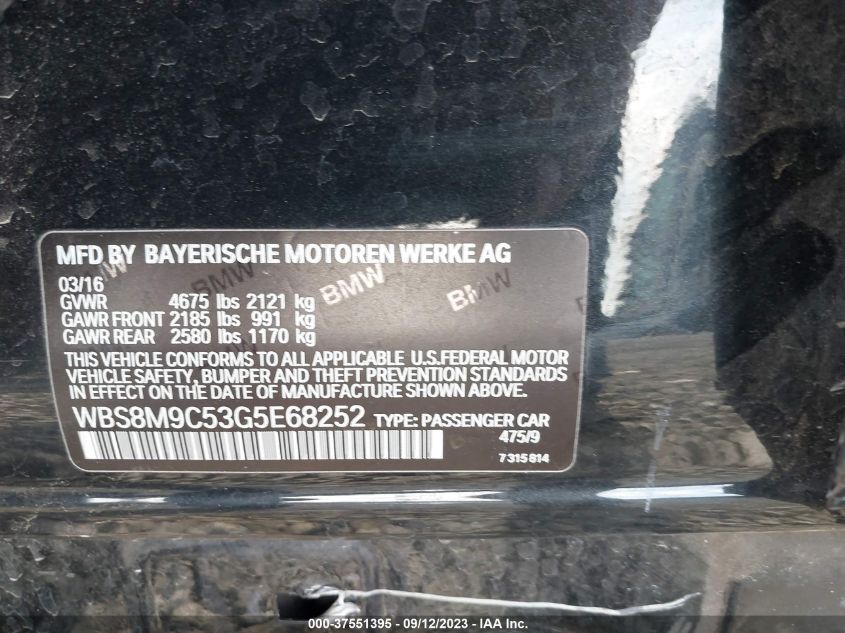 MFD BY BAYERISCHE MOTOREN WERKE AG
03/16
GVWR 4675 lbs 2121 kg
GAWR FRONT 2185 lbs 991 kg
GAWR REAR 2580 lbs 1170 kg
THIS VEHICLE CONFORMS TO ALL APPLICABLE U.S.FEDERAL MOTOR
VEHICLE SAFETY, BUMPER AND THEFT PREVENTION STANDARDS
IN EFFECT ON THE DATE OF MANUFACTURE SHOWN ABOVE.
WBS8M9C53G5E68252 TYPE: PASSENGER CAR
475/9
7315814
BMW
BMW
BMW
000-37551395 - 09/12/2023 - IAA Inc.